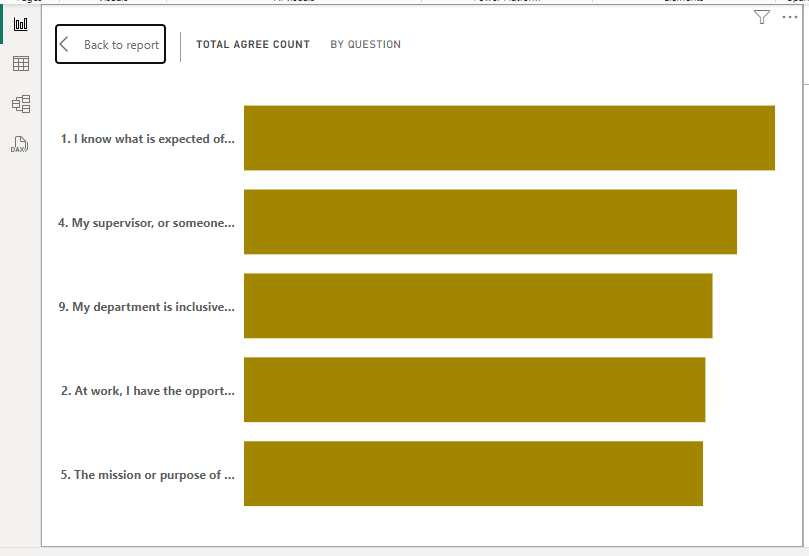 Back to report
TOTAL AGREE COUNT
BY QUESTION
1. I know what is expected of...
4. My supervisor, or someone...
9. My department is inclusive...
2. At work, I have the opport...
5. The mission or purpose of ...
DAX